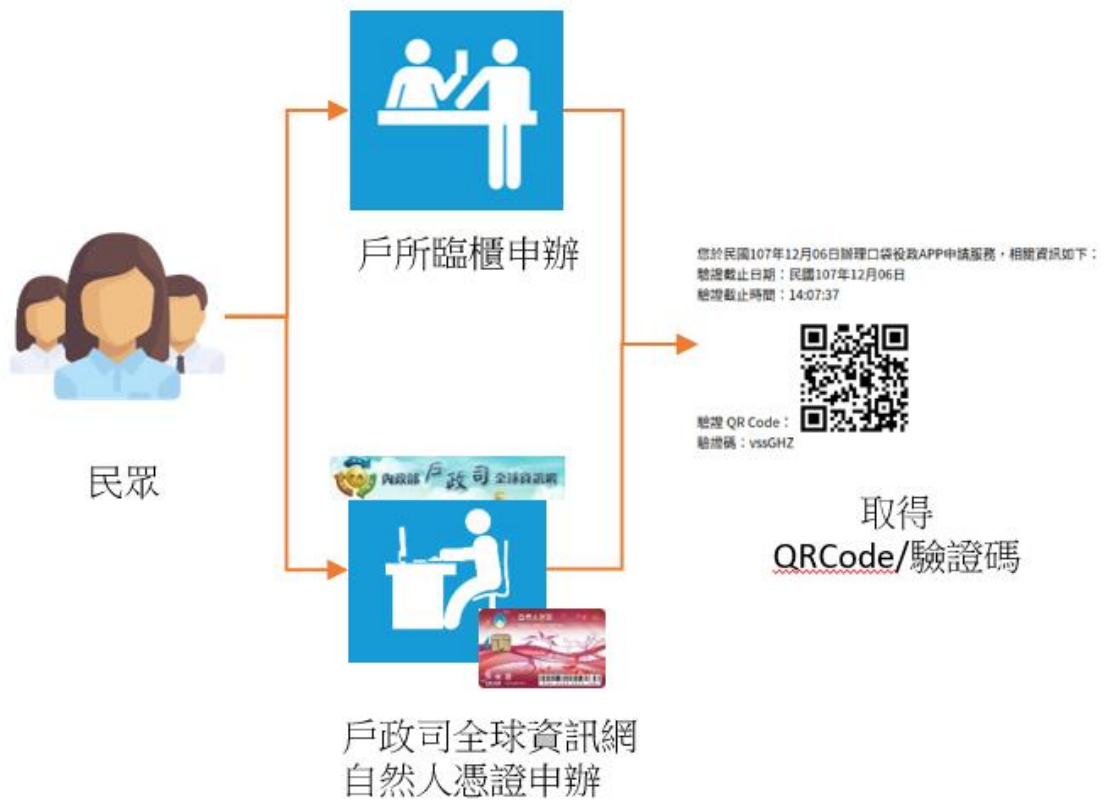 戶所臨櫃申辦
您於民國107年12月06日辦理口袋役政APP申請服務，相關資訊如下：
驗證截止日期：民國107年12月06日
驗證截止時間：14:07:37
驗證 QR Code：
驗證碼：vssGHZ
民眾
內政部戶政司全球資訊網
取得
QRCode/驗證碼
自然人憑證
戶政司全球資訊網
自然人憑證申辦